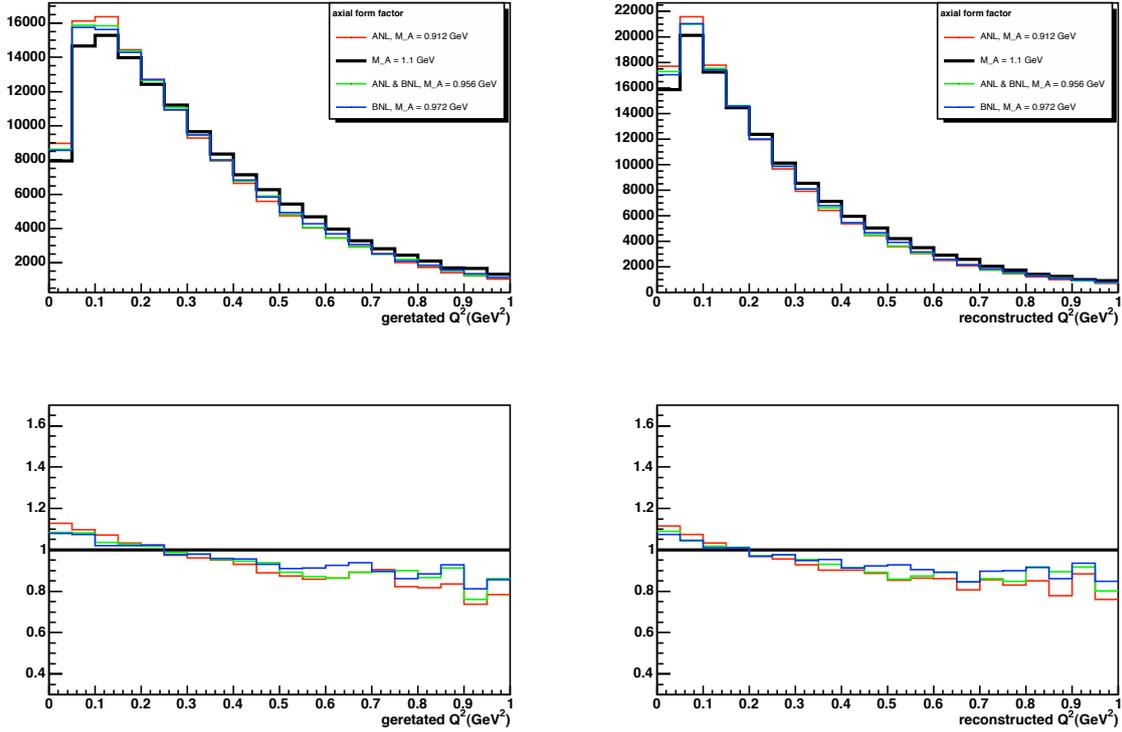 16000
14000
12000
10000
8000
6000
4000
2000
axial form factor
ANL, M_A = 0.912 GeV
M_A = 1.1 GeV
ANL & BNL, M_A = 0.956 GeV
BNL, M_A = 0.972 GeV
0 0.1 0.2 0.3 0.4 0.5 0.6 0.7 0.8 0.9 1
geretated Q²(GeV²)
22000
20000
18000
16000
14000
12000
10000
8000
6000
4000
2000
0
axial form factor
ANL, M_A = 0.912 GeV
M_A = 1.1 GeV
ANL & BNL, M_A = 0.956 GeV
BNL, M_A = 0.972 GeV
0 0.1 0.2 0.3 0.4 0.5 0.6 0.7 0.8 0.9 1
reconstructed Q²(GeV²)
1.6
1.4
1.2
1
0.8
0.6
0.4
0 0.1 0.2 0.3 0.4 0.5 0.6 0.7 0.8 0.9 1
geretated Q²(GeV²)
1.6
1.4
1.2
1
0.8
0.6
0.4
0 0.1 0.2 0.3 0.4 0.5 0.6 0.7 0.8 0.9 1
reconstructed Q²(GeV²)